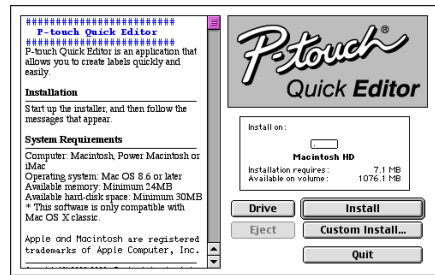 ##########################
P-touch Quick Editor
##########################
P-touch Quick Editor is an application that
allows you to create labels quickly and
easily.
Installation
Start up the installer, and then follow the
messages that appear.
System Requirements
Computer: Macintosh, Power Macintosh or
iMac
Operating system: Mac OS 8.6 or later
Available memory: Minimum 24MB
Available hard-disk space: Minimum 30MB
* This software is only compatible with
Mac OS X classic.
Apple and Macintosh are registered
trademarks of Apple Computer, Inc.
P-touch®
Quick Editor
Install on:
Macintosh HD
Installation requires: 7.1 MB
Available on volume: 1076.1 MB
Drive
Install
Eject
Custom Install...
Quit